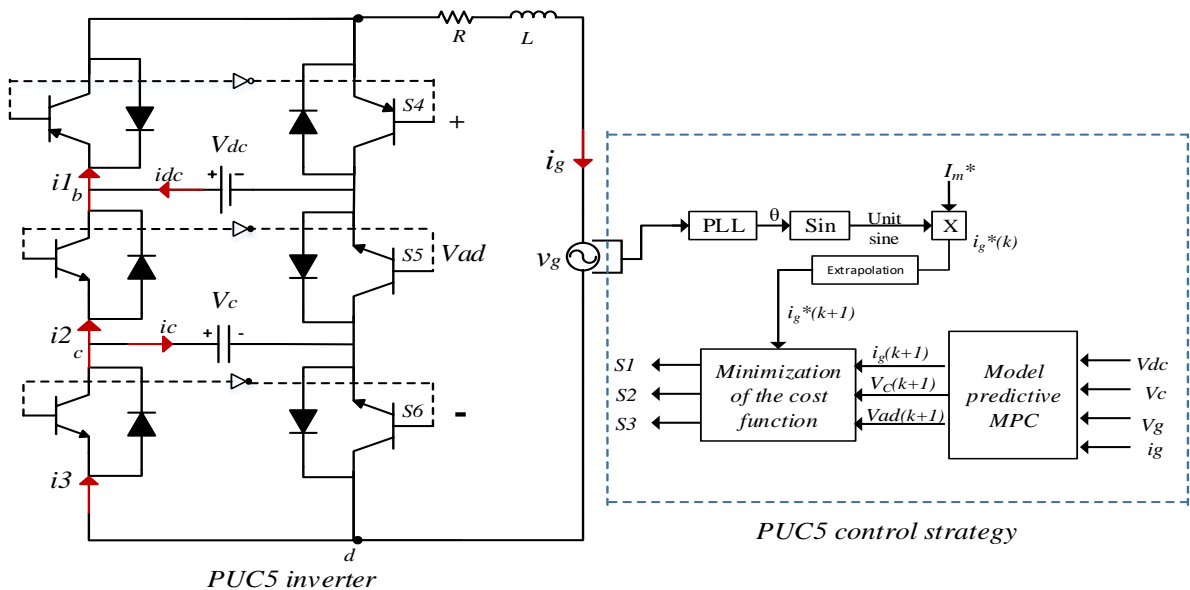 R
L
S4
+
Vdc
+ -
i1
b
idc
ig
S5
Vad
vg
Vc
+ -
i2
c
ic
S6
-
i3
d
PUC5 inverter
Im*
PLL
θ
Sin
Unit
sine
X
ig*(k)
Extrapolation
ig*(k+1)
S1
S2
S3
Minimization
of the cost
function
ig(k+1)
VC(k+1)
Vad(k+1)
Model
predictive
MPC
Vdc
Vc
Vg
ig
PUC5 control strategy